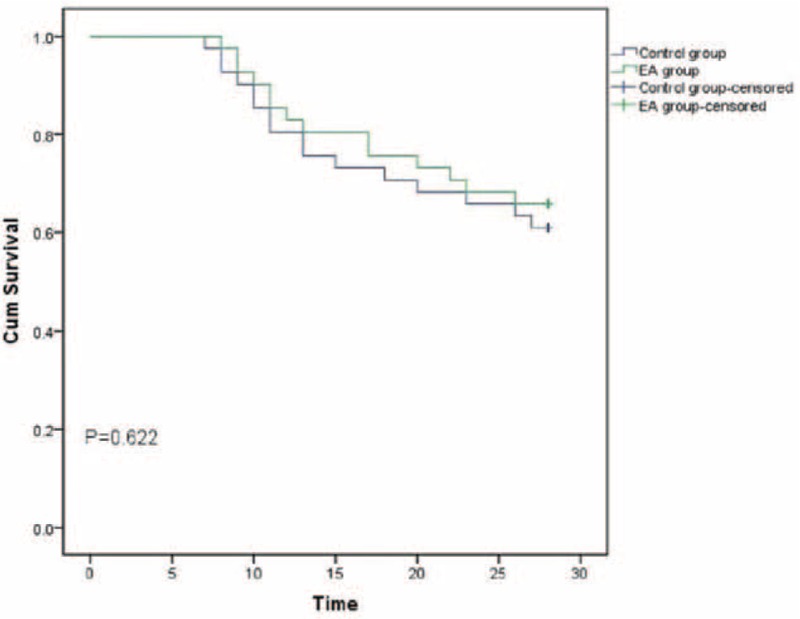 1.0
0.8
0.6
0.4
0.2
0.0
Cum Survival
P=0.622
0 5 10 15 20 25 30
Time
Control group
EA group
Control group-censored
EA group-censored